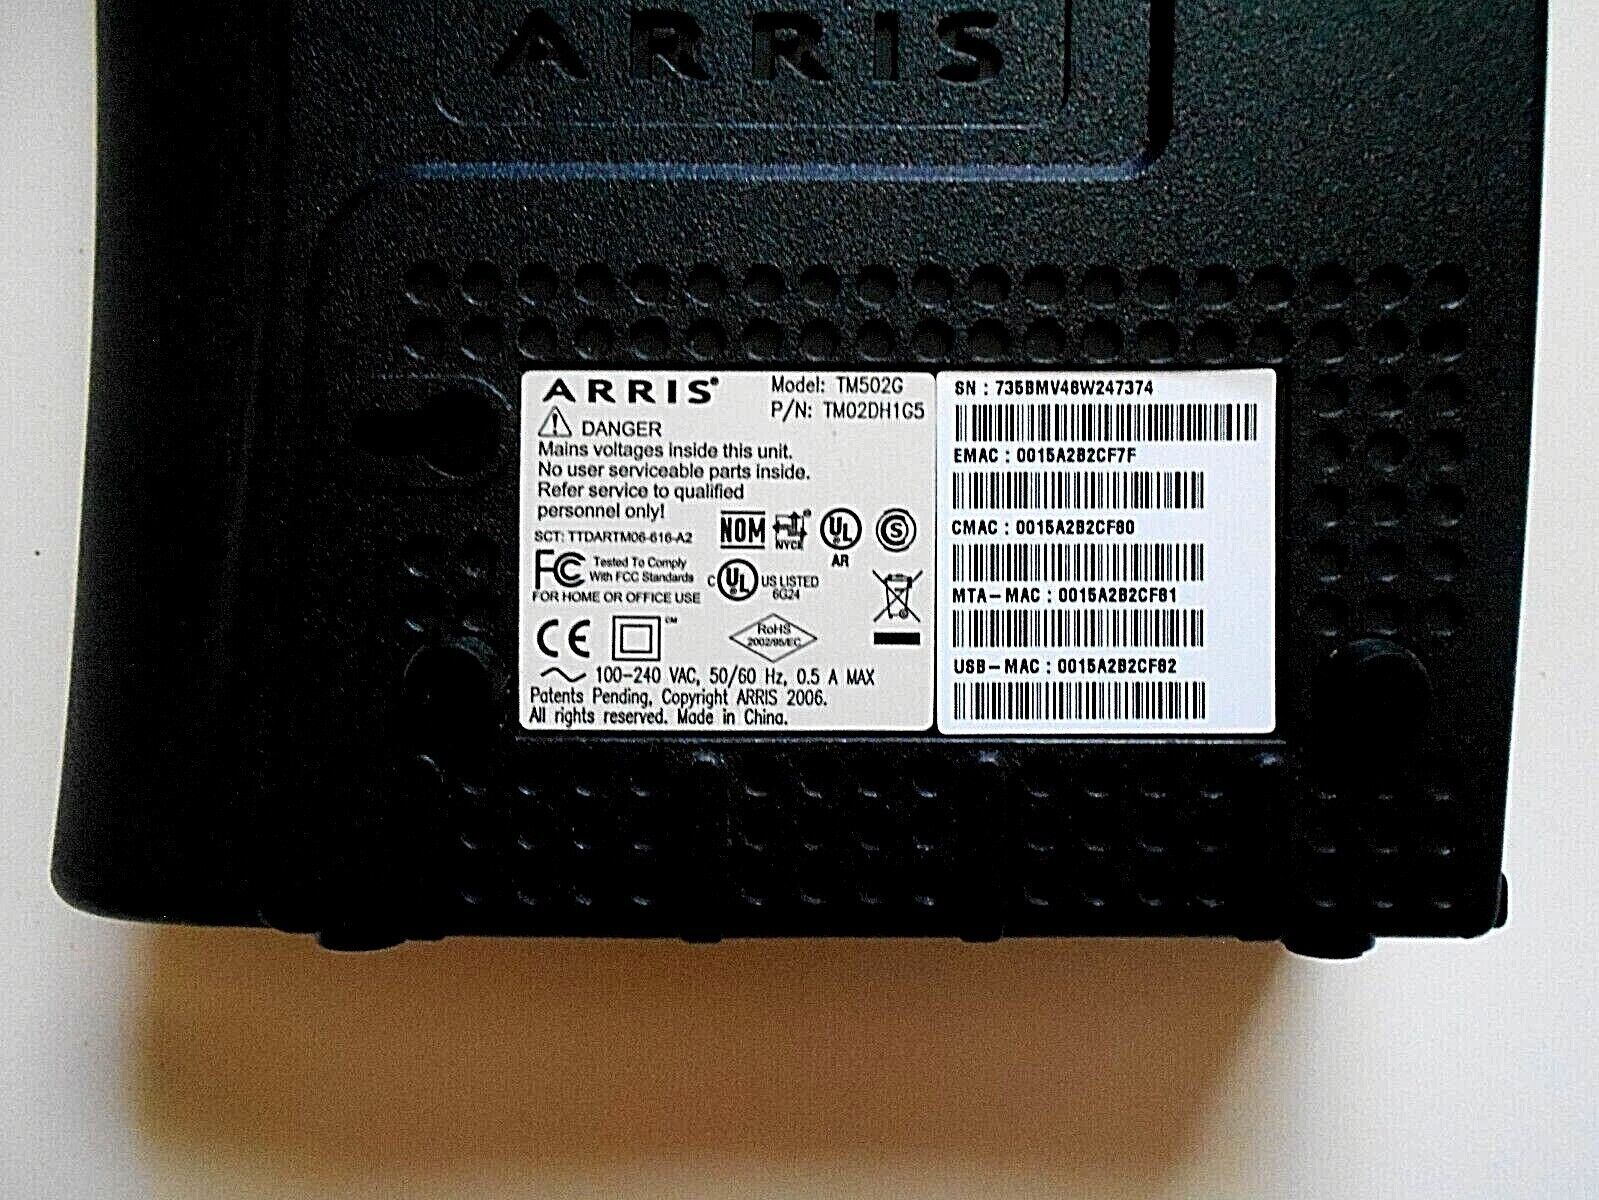 ARRIS
ARRIS®
Model: TM502G
P/N: TM02DH1G5
DANGER
Mains voltages inside this unit.
No user serviceable parts inside.
Refer service to qualified
personnel only!
SCT: TTDARTM06-616-A2
NOM
NYCE
UL
AR
S
FC Tested To Comply
With FCC Standards
FOR HOME OR OFFICE USE
C UL US LISTED
6G24
CE
™
RoHS
2002/95/EC
100-240 VAC, 50/60 Hz, 0.5 A MAX
Patents Pending, Copyright ARRIS 2006.
All rights reserved. Made in China.
SN : 735BMV48W247374
EMAC : 0015A2B2CF7F
CMAC : 0015A2B2CF80
MTA-MAC : 0015A2B2CF81
USB-MAC : 0015A2B2CF82